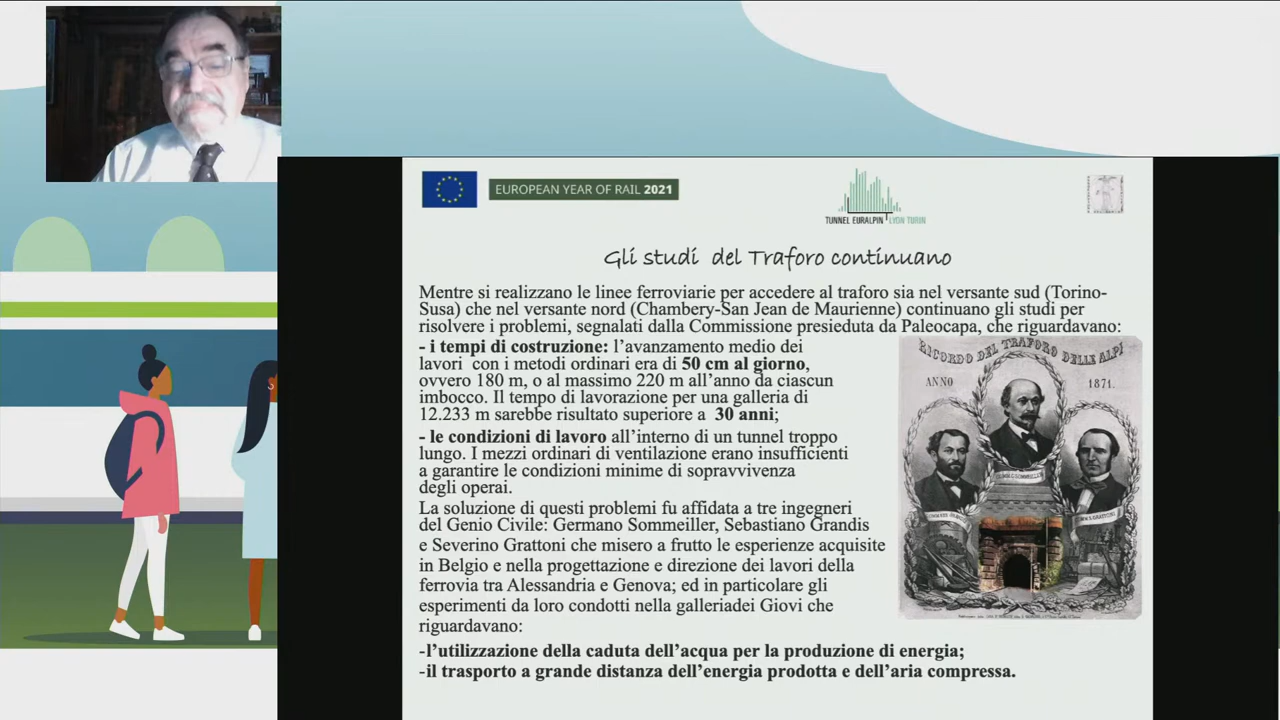 EUROPEAN YEAR OF RAIL 2021
TUNNEL EURALPIN LYON TURIN
Gli studi del Traforo continuano
Mentre si realizzano le linee ferroviarie per accedere al traforo sia nel versante sud (Torino-
Susa) che nel versante nord (Chambery-San Jean de Maurienne) continuano gli studi per
risolvere i problemi, segnalati dalla Commissione presieduta da Paleocapa, che riguardavano:
- i tempi di costruzione: l’avanzamento medio dei
lavori con i metodi ordinari era di 50 cm al giorno,
ovvero 180 m, o al massimo 220 m all’anno da ciascun
imbocco. Il tempo di lavorazione per una galleria di
12.233 m sarebbe risultato superiore a 30 anni;
- le condizioni di lavoro all’interno di un tunnel troppo
lungo. I mezzi ordinari di ventilazione erano insufficienti
a garantire le condizioni minime di sopravvivenza
degli operai.
La soluzione di questi problemi fu affidata a tre ingegneri
del Genio Civile: Germano Sommeiller, Sebastiano Grandis
e Severino Grattoni che misero a frutto le esperienze acquisite
in Belgio e nella progettazione e direzione dei lavori della
ferrovia tra Alessandria e Genova; ed in particolare gli
esperimenti da loro condotti nella galleriadei Giovi che
riguardavano:
-l’utilizzazione della caduta dell’acqua per la produzione di energia;
-il trasporto a grande distanza dell’energia prodotta e dell’aria compressa.
RICORDO DEL TRAFORO DELLE ALPI
ANNO 1871.